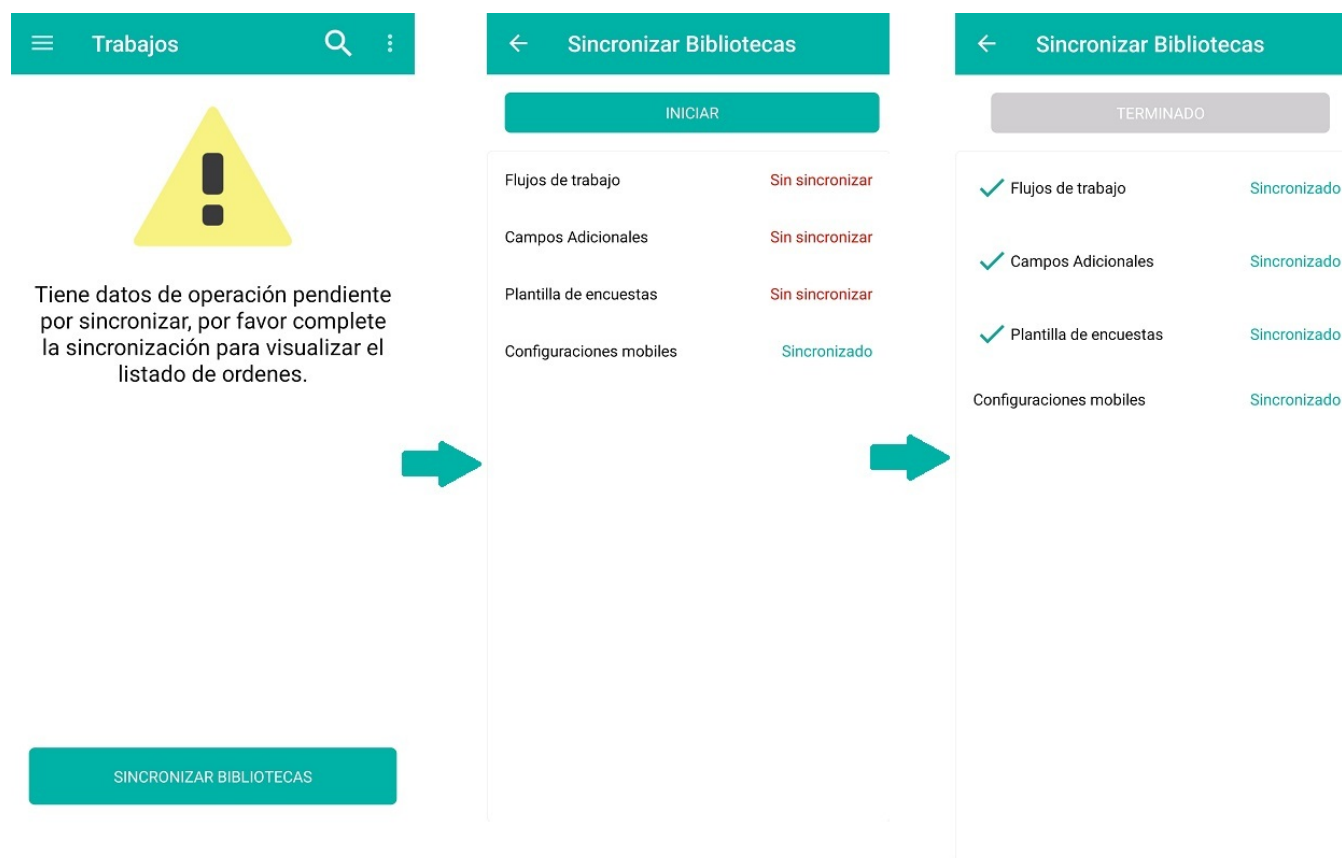 Trabajos
Tiene datos de operación pendiente
por sincronizar, por favor complete
la sincronización para visualizar el
listado de ordenes.
SINCRONIZAR BIBLIOTECAS
Sincronizar Bibliotecas
INICIAR
Flujos de trabajo Sin sincronizar
Campos Adicionales Sin sincronizar
Plantilla de encuestas Sin sincronizar
Configuraciones mobiles Sincronizado
Sincronizar Bibliotecas
TERMINADO
Flujos de trabajo Sincronizado
Campos Adicionales Sincronizado
Plantilla de encuestas Sincronizado
Configuraciones mobiles Sincronizado